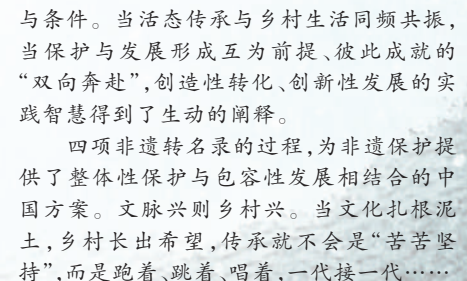 与条件。当活态传承与乡村生活同频共振，
当保护与发展形成互为前提、彼此成就的
“双向奔赴”，创造性转化、创新性发展的实
践智慧得到了生动的阐释。
四项非遗转名录的过程，为非遗保护提
供了整体性保护与包容性发展相结合的中
国方案。文脉兴则乡村兴。当文化扎根泥
土，乡村长出希望，传承就不会是“苦苦坚
持”，而是跑着、跳着、唱着，一代接一代……